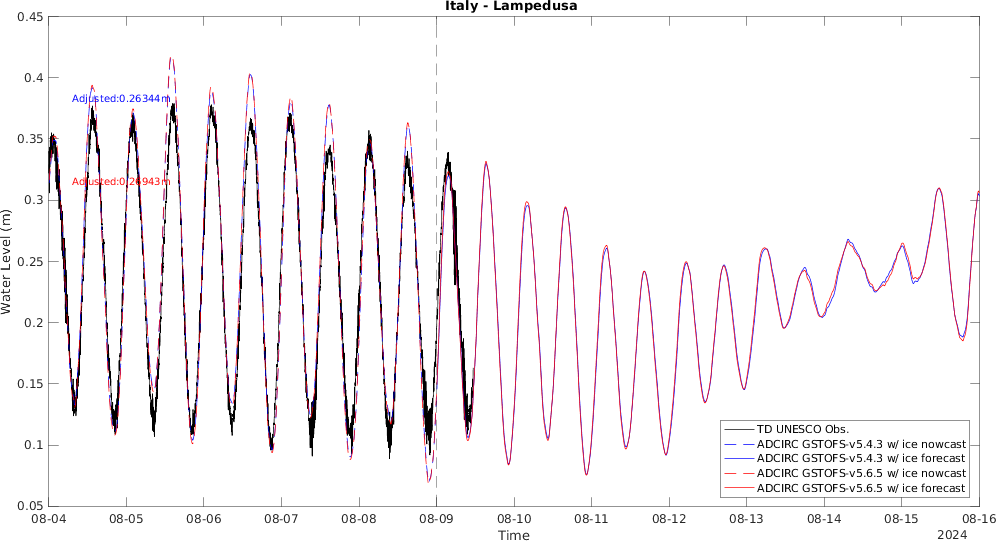 Italy - Lampedusa
0.45
0.4
0.35
0.3
0.25
0.2
0.15
0.1
0.05
Water Level (m)
Adjusted:0.26344m
Adjusted:0.26943m
TD UNESCO Obs.
ADCIRC GSTOFS-v5.4.3 w/ ice nowcast
ADCIRC GSTOFS-v5.4.3 w/ ice forecast
ADCIRC GSTOFS-v5.6.5 w/ ice nowcast
ADCIRC GSTOFS-v5.6.5 w/ ice forecast
08-04 08-05 08-06 08-07 08-08 08-09 08-10 08-11 08-12 08-13 08-14 08-15 08-16
Time
2024